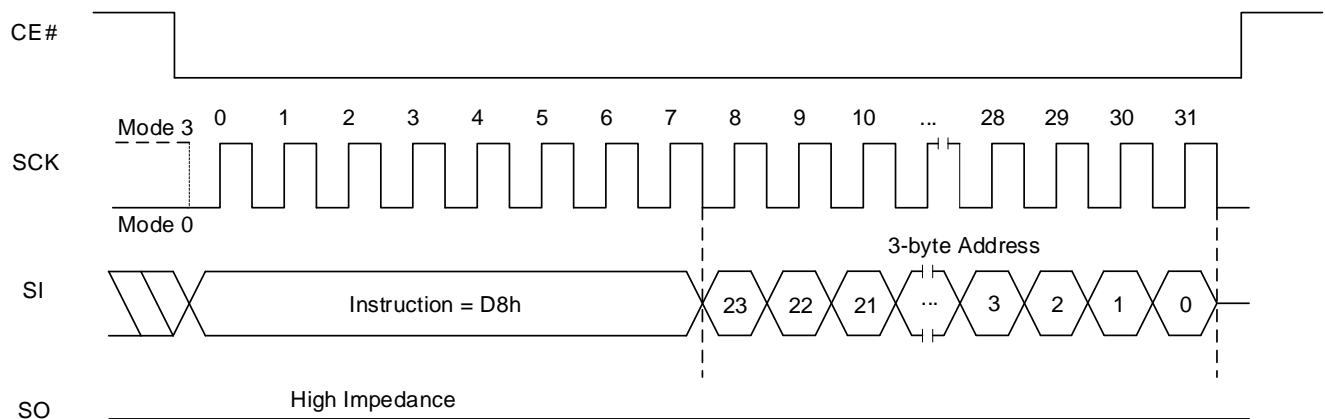 CE#
0 1 2 3 4 5 6 7 8 9 10 ... 28 29 30 31
Mode 3
SCK
Mode 0
3-byte Address
SI
Instruction = D8h
23 22 21 ... 3 2 1 0
High Impedance
SO